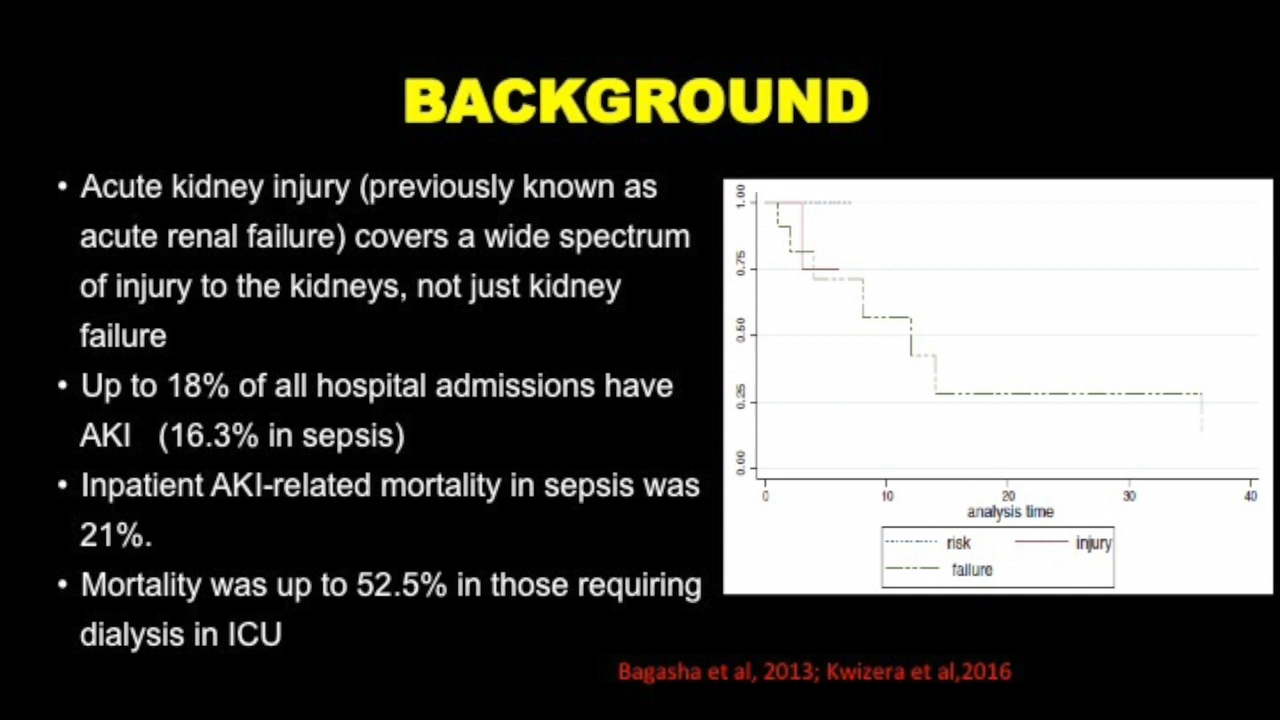 BACKGROUND
• Acute kidney injury (previously known as
acute renal failure) covers a wide spectrum
of injury to the kidneys, not just kidney
failure
• Up to 18% of all hospital admissions have
AKI (16.3% in sepsis)
• Inpatient AKI-related mortality in sepsis was
21%.
• Mortality was up to 52.5% in those requiring
dialysis in ICU
1.00
0.75
0.50
0.25
0.00
0 10 20 30 40
analysis time
risk injury
failure
Bagasha et al, 2013; Kwizera et al,2016